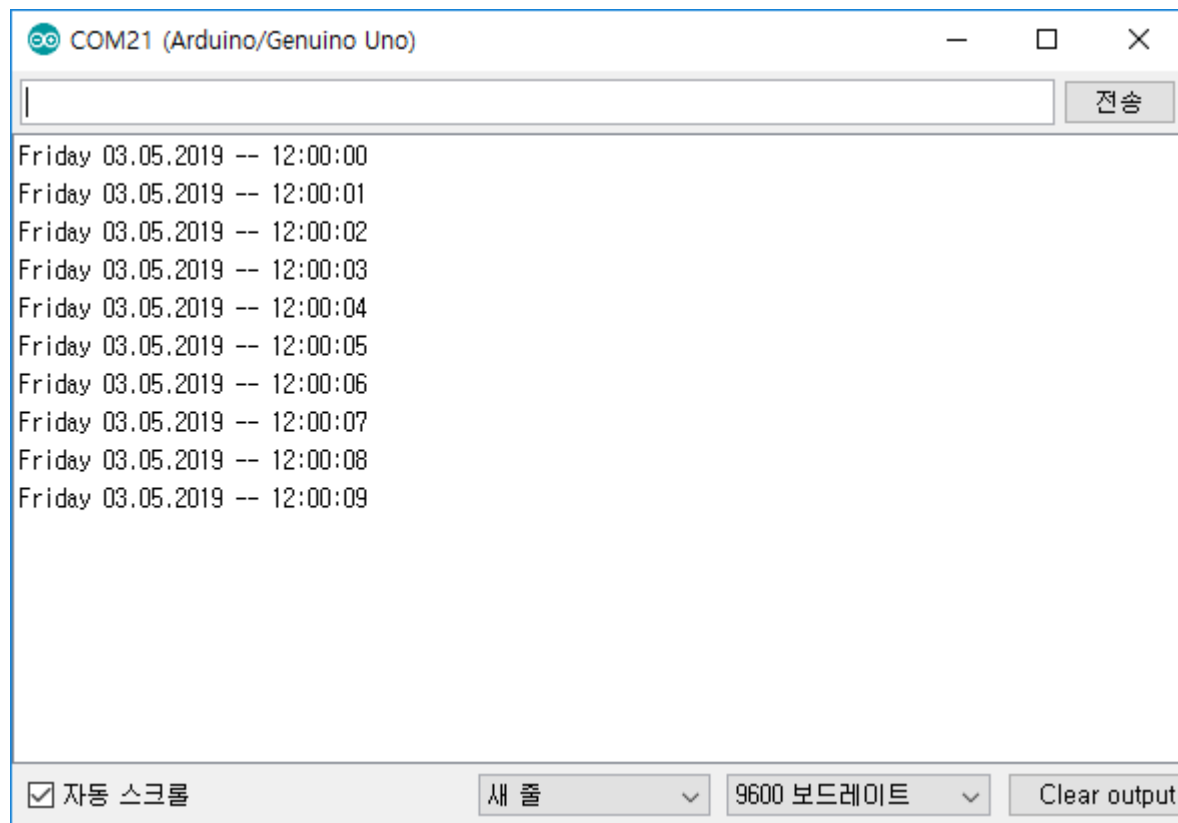 COM21 (Arduino/Genuino Uno)
전송
Friday 03.05.2019 -- 12:00:00
Friday 03.05.2019 -- 12:00:01
Friday 03.05.2019 -- 12:00:02
Friday 03.05.2019 -- 12:00:03
Friday 03.05.2019 -- 12:00:04
Friday 03.05.2019 -- 12:00:05
Friday 03.05.2019 -- 12:00:06
Friday 03.05.2019 -- 12:00:07
Friday 03.05.2019 -- 12:00:08
Friday 03.05.2019 -- 12:00:09
자동 스크롤 새 줄 9600 보드레이트 Clear output